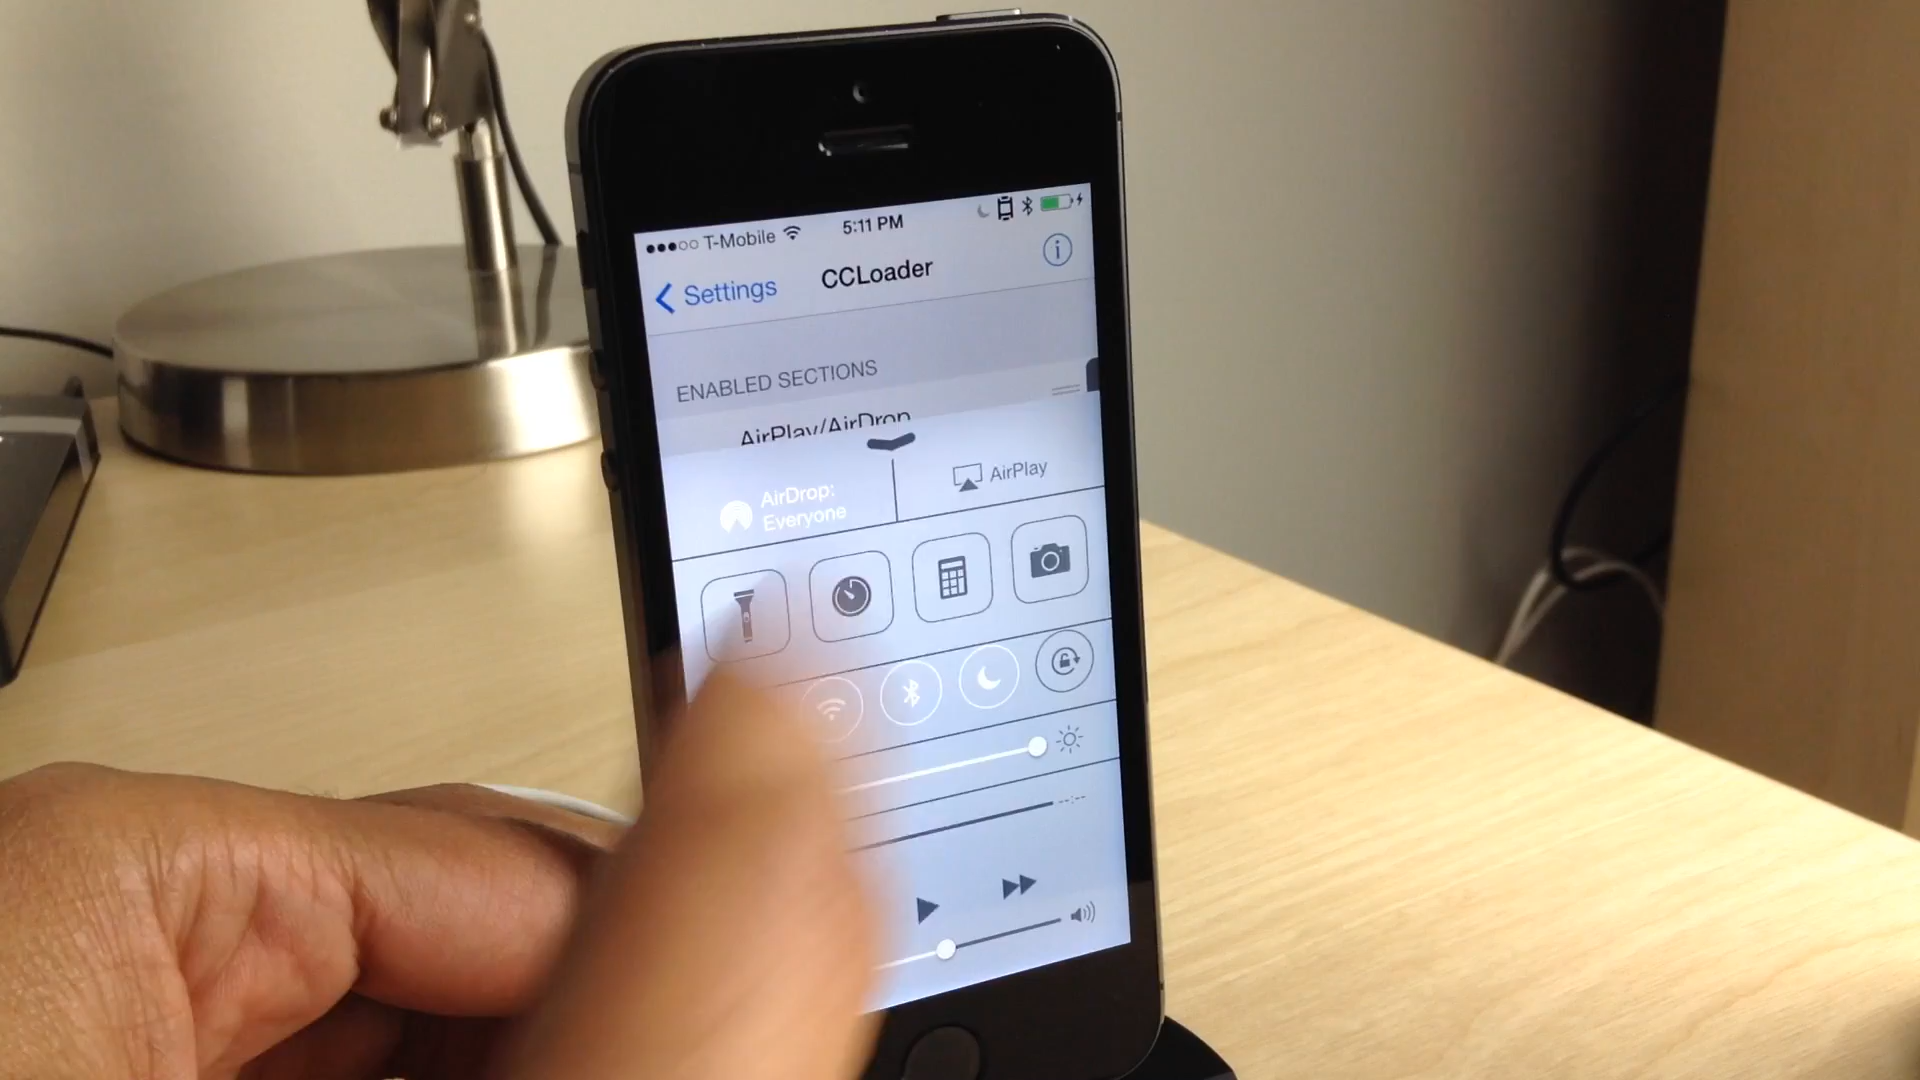 T-Mobile
5:11 PM
Settings
CCLoader
ENABLED SECTIONS
AirPlay/AirDrop
AirDrop:
Everyone
AirPlay
--:--